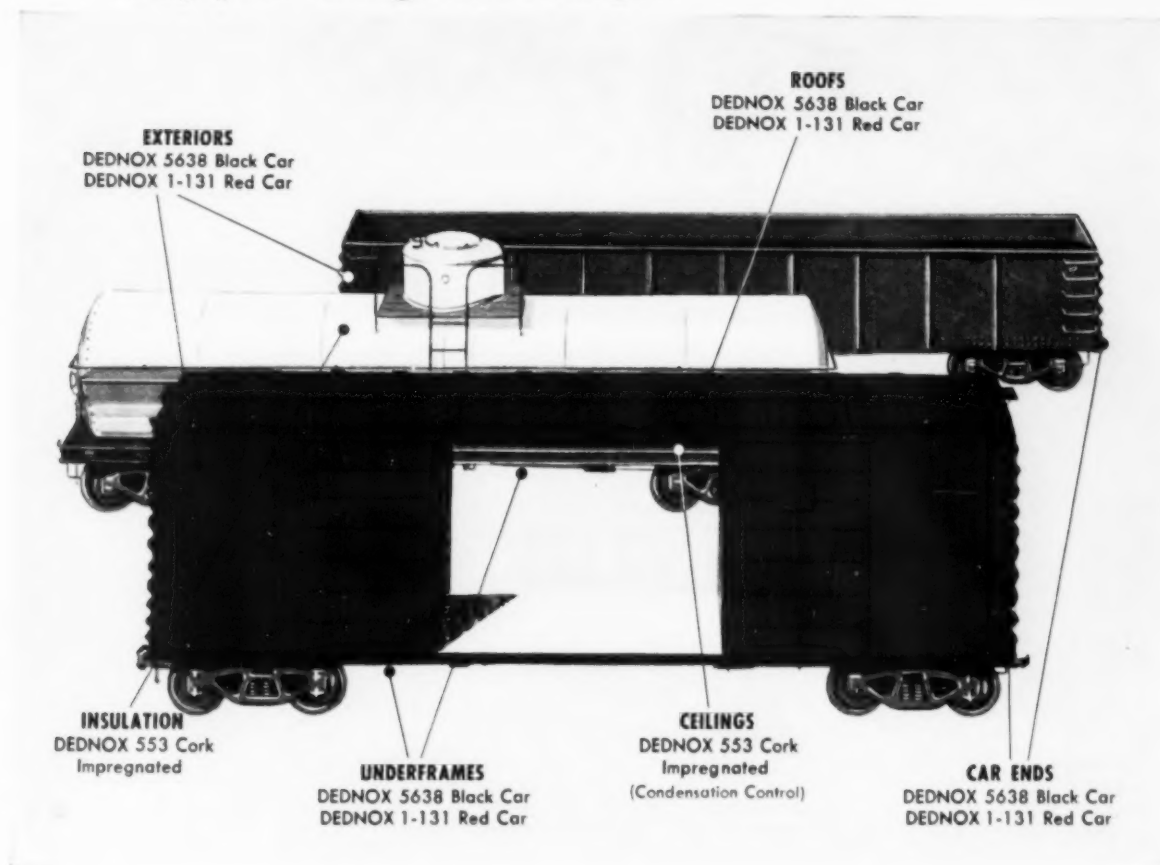 ROOFS
DEDNOX 5638 Black Car
DEDNOX 1-131 Red Car
EXTERIORS
DEDNOX 5638 Black Car
DEDNOX 1-131 Red Car
INSULATION
DEDNOX 553 Cork
Impregnated
UNDERFRAMES
DEDNOX 5638 Black Car
DEDNOX 1-131 Red Car
CEILINGS
DEDNOX 553 Cork
Impregnated
(Condensation Control)
CAR ENDS
DEDNOX 5638 Black Car
DEDNOX 1-131 Red Car